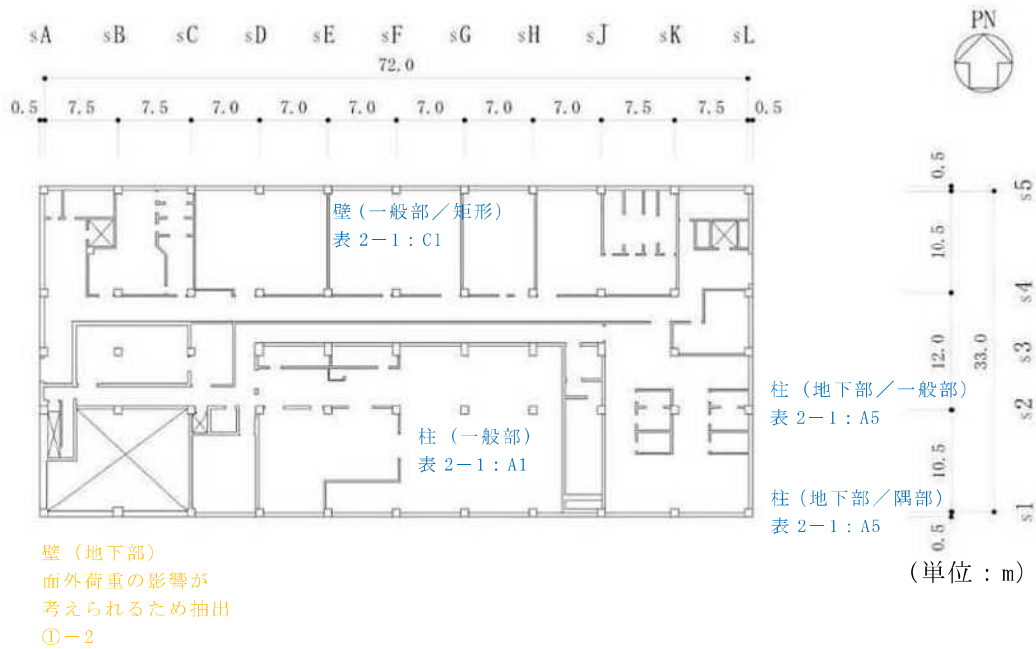 PN
sA sB sC sD sE sF sG sH sJ sK sL
72.0
0.5 7.5 7.5 7.0 7.0 7.0 7.0 7.0 7.0 7.5 7.5 0.5
壁(一般部／矩形)
表 2－1：C1
柱（一般部）
表 2－1：A1
柱（地下部／一般部）
表 2－1：A5
柱（地下部／隅部）
表 2－1：A5
壁（地下部）
面外荷重の影響が
考えられるため抽出
①－2
0.5
10.5
12.0
10.5
0.5
33.0
s5
s4
s3
s2
s1
(単位：m)